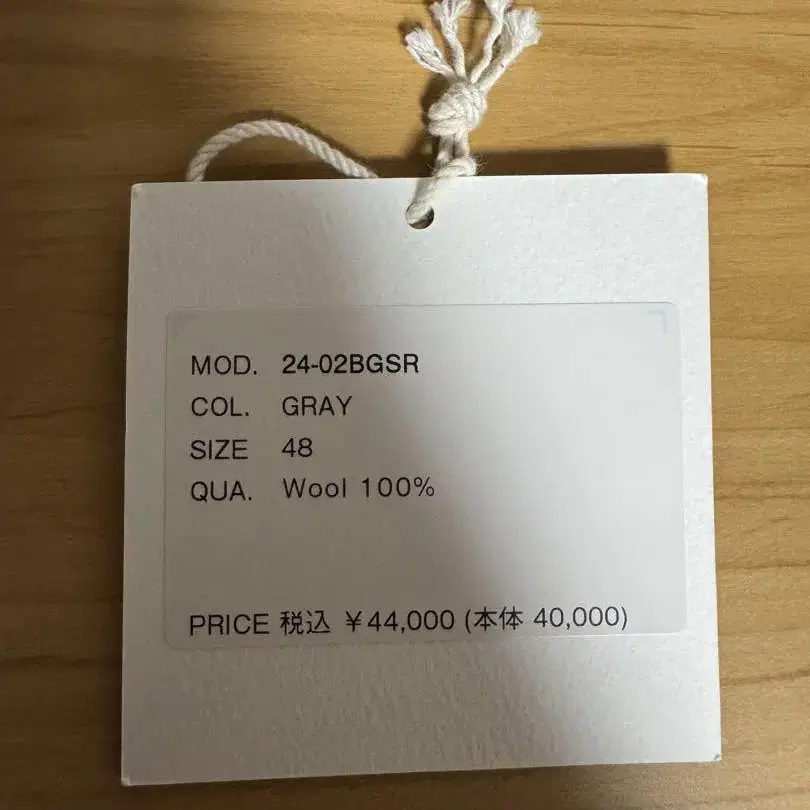 MOD. 24-02BGSR
COL. GRAY
SIZE 48
QUA. Wool 100%
PRICE 税込 ¥44,000 (本体 40,000)